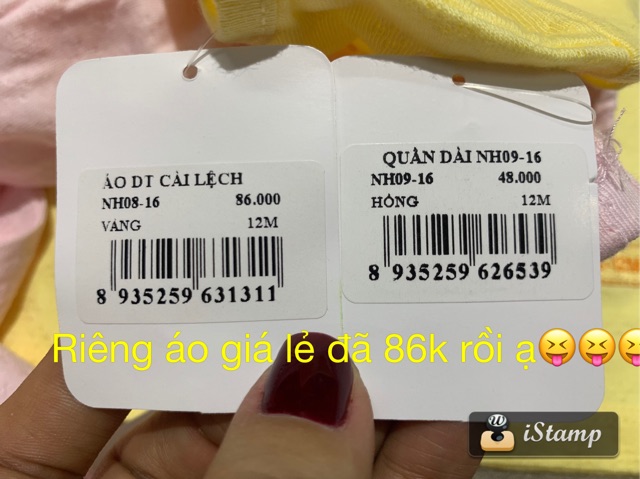 ÁO DT CÀI LỆCH
NH08-16 86.000
VÀNG 12M
8 935259 631311
QUẦN DÀI NH09-16
NH09-16 48.000
HỒNG 12M
8 935259 626539
Riêng áo giá lẻ đã 86k rồi ạ😝😝😝
iStamp